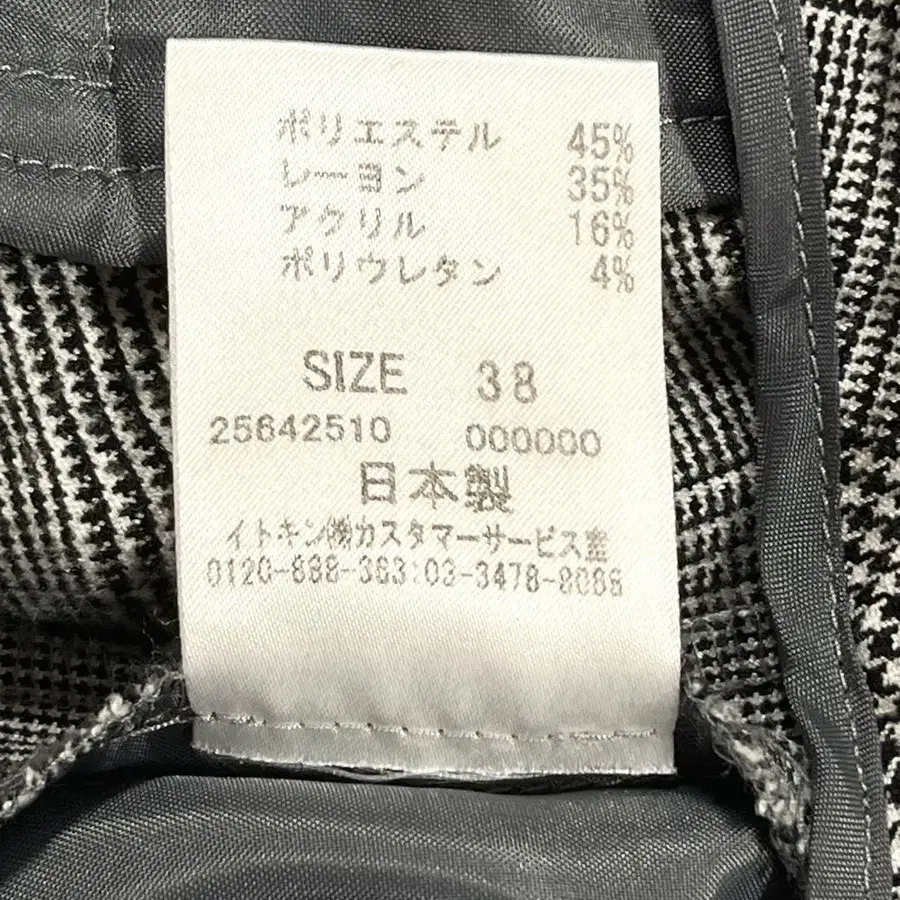 ポリエステル 45%
レーヨン 35%
アクリル 16%
ポリウレタン 4%
SIZE 38
25642510 000000
日本製
イトキン㈱カスタマーサービス室
0120-888-363:03-3478-8088